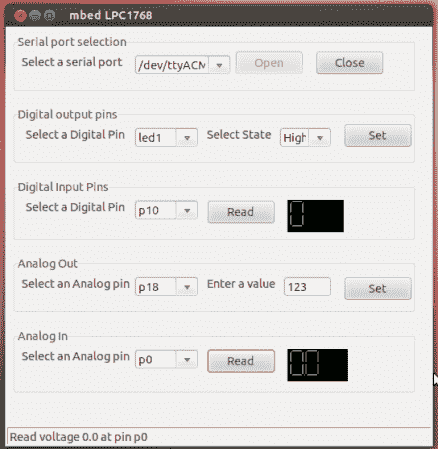 mbed LPC1768
Serial port selection
Select a serial port /dev/ttyACM Open Close
Digital output pins
Select a Digital Pin led1 Select State High Set
Digital Input Pins
Select a Digital Pin p10 Read 0
Analog Out
Select an Analog pin p18 Enter a value 123 Set
Analog In
Select an Analog pin p0 Read 00
Read voltage 0.0 at pin p0